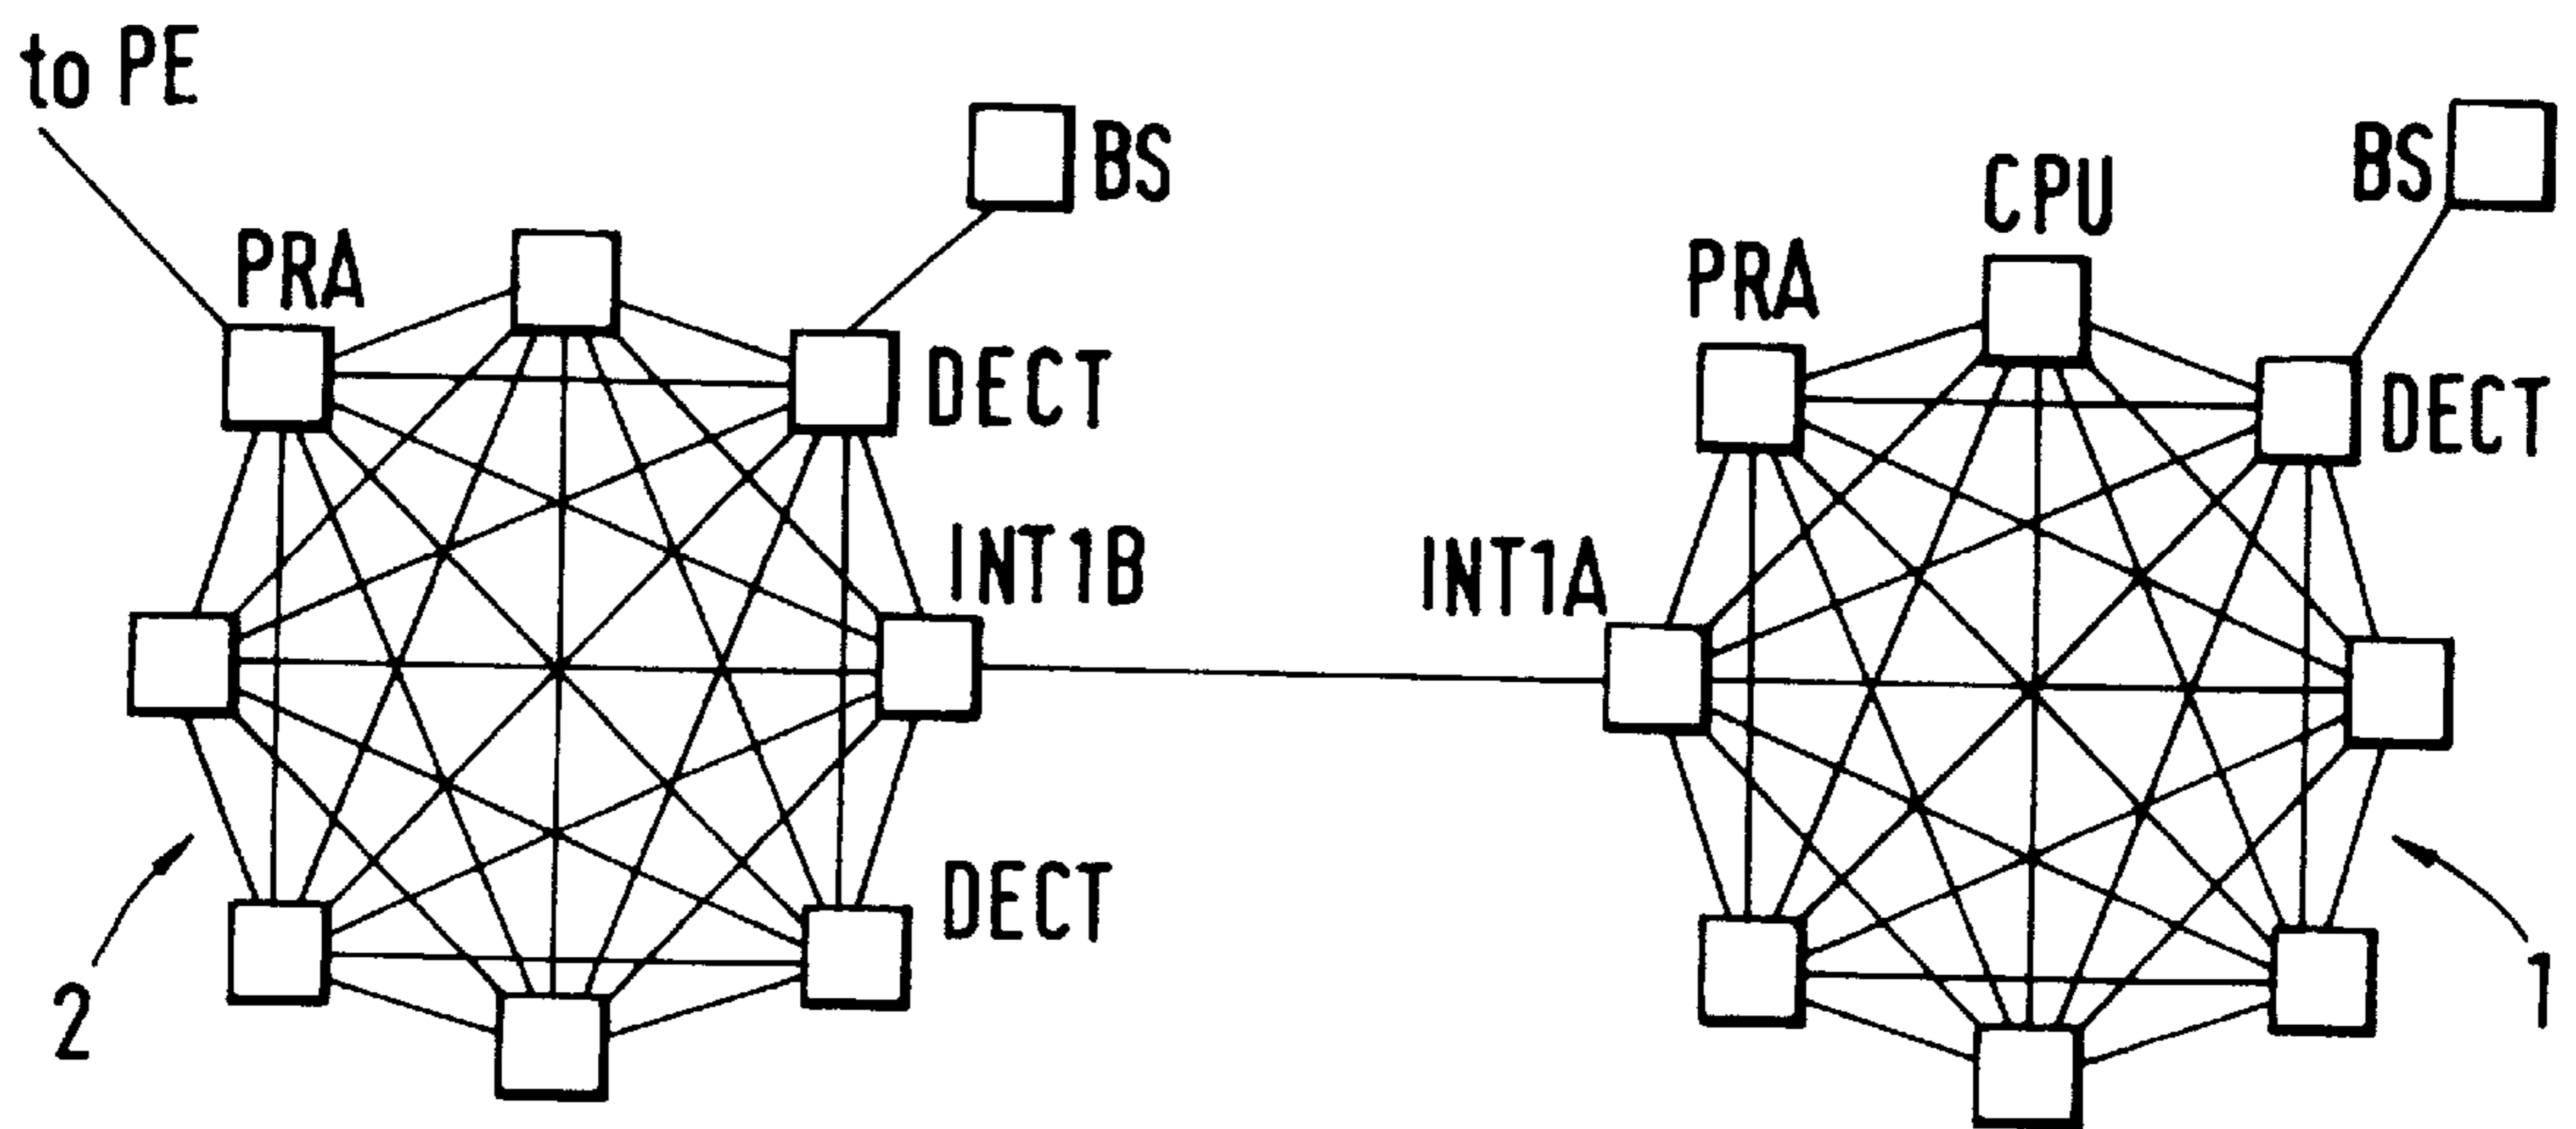 to PE
BS
BS
CPU
PRA
PRA
DECT
DECT
INT1B
INT1A
DECT
2
1